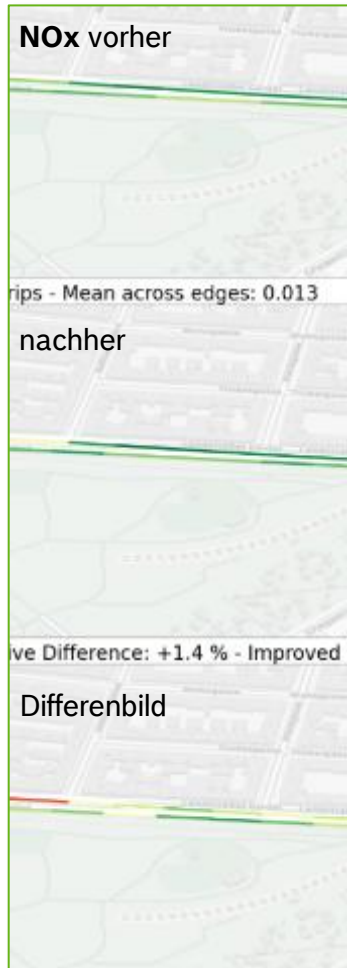 NOx vorher
rips - Mean across edges: 0.013
nachher
ive Difference: +1.4 % - Improved
Differenbild